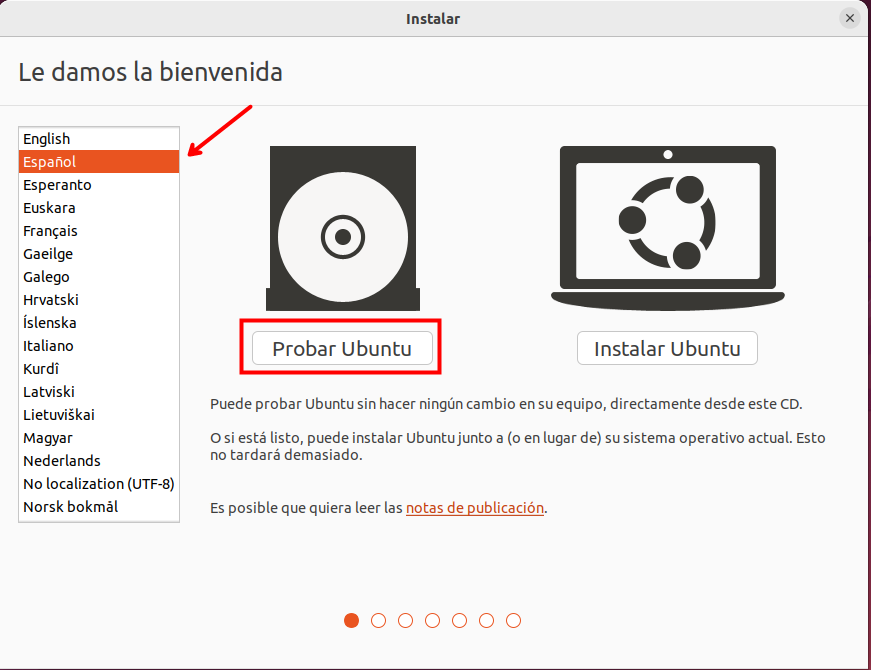 Instalar
Le damos la bienvenida
English
Español
Esperanto
Euskara
Français
Gaeilge
Galego
Hrvatski
Íslenska
Italiano
Kurdî
Latviski
Lietuviškai
Magyar
Nederlands
No localization (UTF-8)
Norsk bokmål
Probar Ubuntu
Instalar Ubuntu
Puede probar Ubuntu sin hacer ningún cambio en su equipo, directamente desde este CD.
O si está listo, puede instalar Ubuntu junto a (o en lugar de) su sistema operativo actual. Esto
no tardará demasiado.
Es posible que quiera leer las notas de publicación.